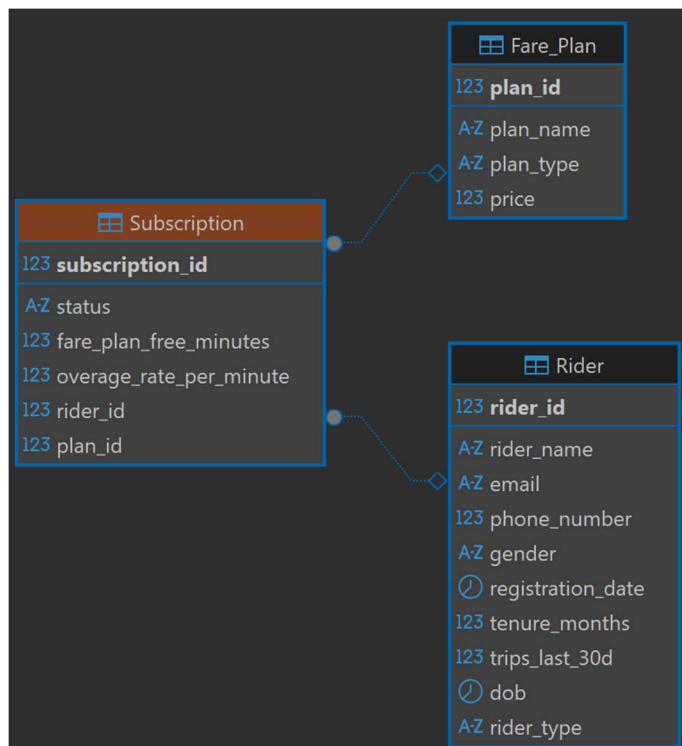 Fare_Plan
123 plan_id
A-Z plan_name
A-Z plan_type
123 price
Subscription
123 subscription_id
A-Z status
123 fare_plan_free_minutes
123 overage_rate_per_minute
123 rider_id
123 plan_id
Rider
123 rider_id
A-Z rider_name
A-Z email
123 phone_number
A-Z gender
registration_date
123 tenure_months
123 trips_last_30d
dob
A-Z rider_type